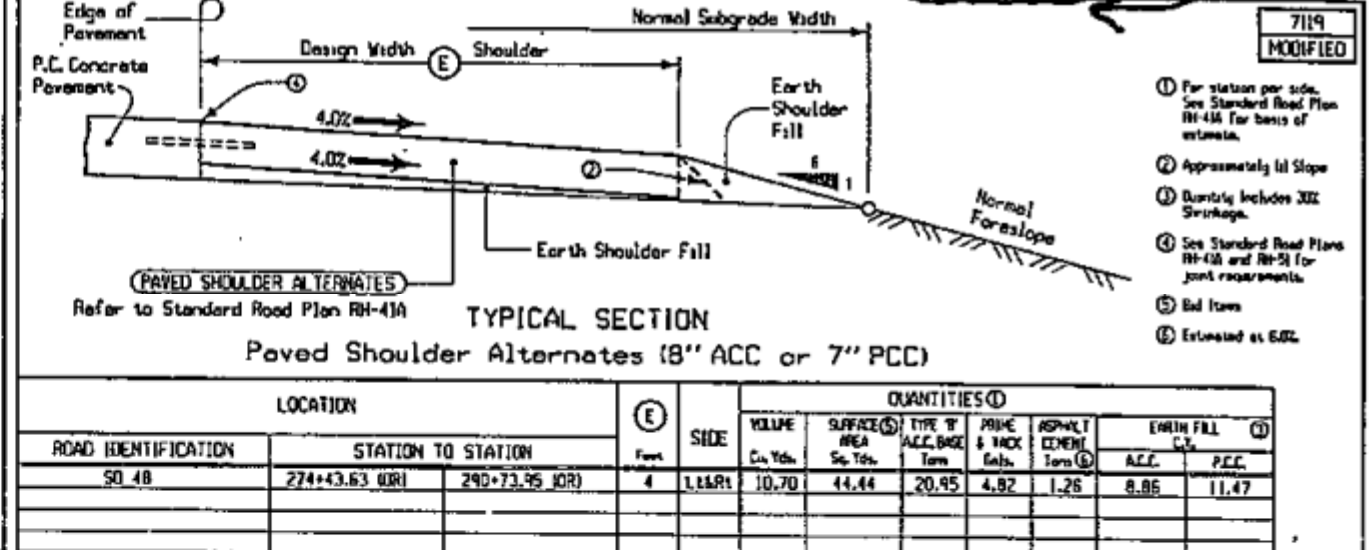 Edge of
Pavement
P.C. Concrete
Pavement
Design Width
E
Shoulder
Normal Subgrade Width
7119
MODIFIED
4
4.0%
4.0%
2
Earth
Shoulder
Fill
6
1
Normal
Foreslope
Earth Shoulder Fill
PAVED SHOULDER ALTERNATES
Refer to Standard Road Plan RH-41A
TYPICAL SECTION
Paved Shoulder Alternates (8" ACC or 7" PCC)
① Per station per side.
See Standard Road Plan
RH-41A for basis of
estimate.
② Approximately 1:1 Slope
③ Quantity Includes 30%
Shrinkage.
④ See Standard Road Plans
RH-41A and RH-51 for
joint requirements.
⑤ Bid Item
⑥ Estimated at 6.0%.
LOCATION
E
Feet
SIDE
QUANTITIES ①
ROAD IDENTIFICATION
STATION TO STATION
VOLUME
Cu. Yds.
SURFACE ⑤
AREA
Sq. Yds.
TYPE 'B'
A.C.C. BASE
Tons
PRIME
& TACK
Gals.
ASPHALT
CEMENT
Tons ⑥
EARTH FILL ③
C.Y.
A.C.C.
P.C.C.
SQ 48 274+43.63 290+73.95 4 Lt.&Rt. 10.70 44.44 20.95 4.82 1.26 8.86 11.47